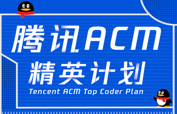 腾讯ACM
精英计划
Tencent ACM Top Coder Plan